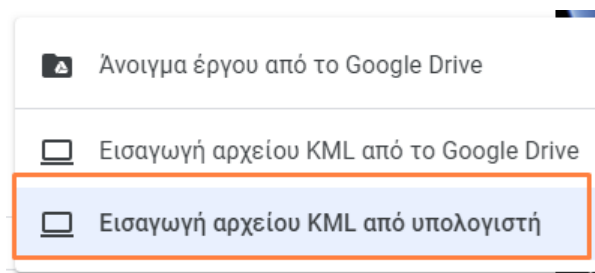 Άνοιγμα έργου από το Google Drive
Εισαγωγή αρχείου KML από το Google Drive
Εισαγωγή αρχείου KML από υπολογιστή